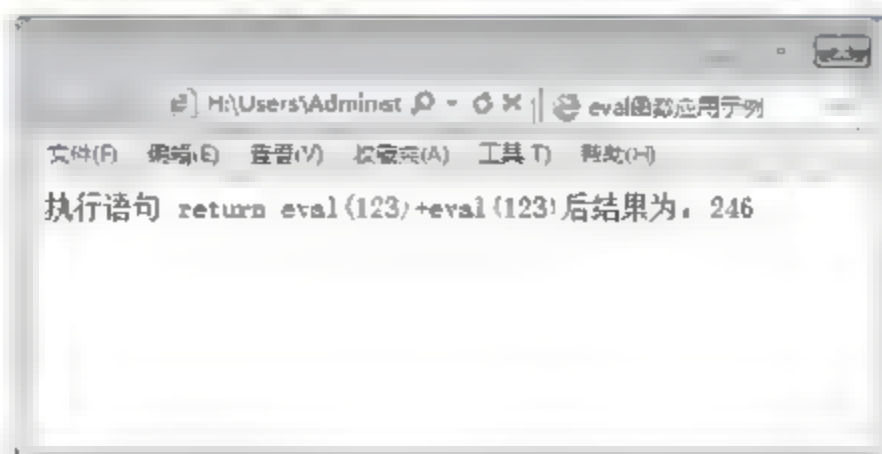 H:\Users\Administ eval函数应用示例
文件(F) 编辑(E) 查看(V) 收藏夹(A) 工具(T) 帮助(H)
执行语句 return eval(123)+eval(123)后结果为: 246